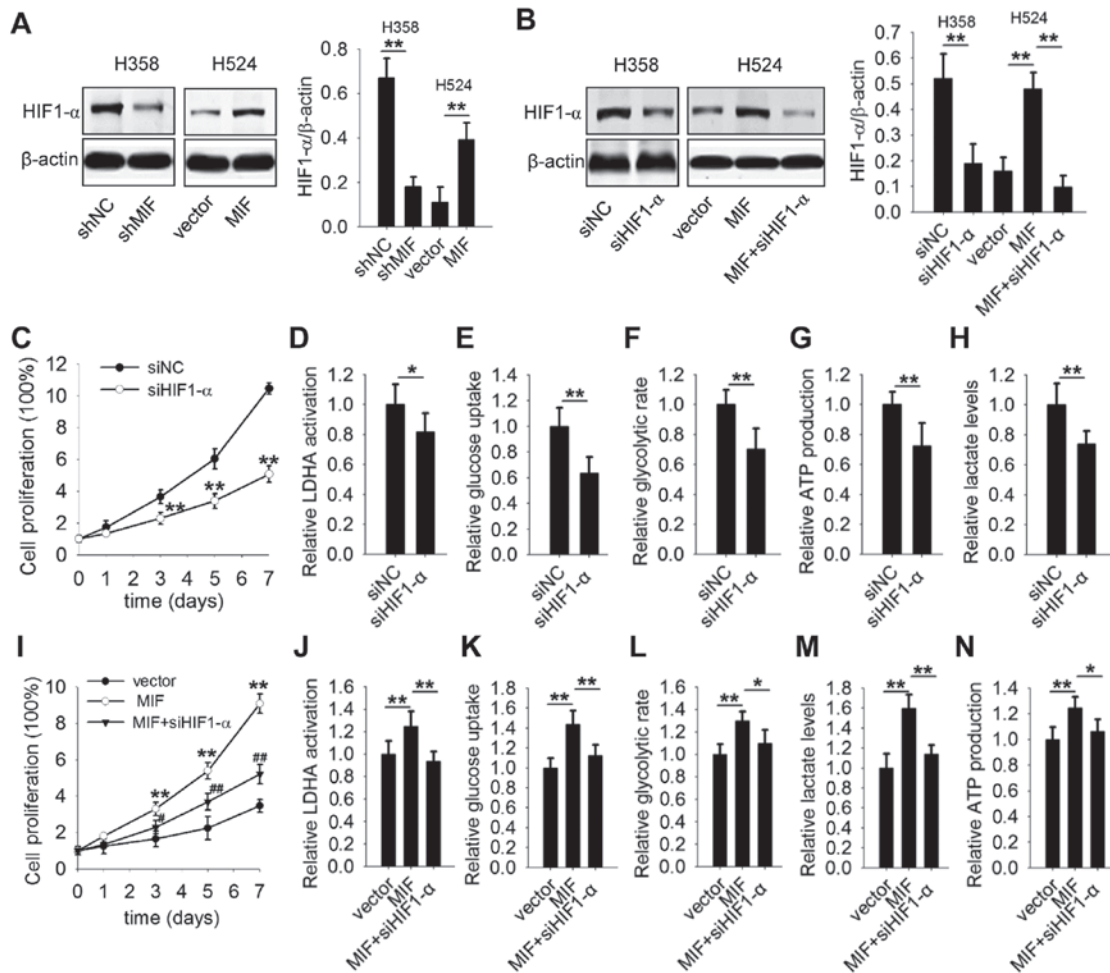 A
H358 H524
HIF1-α
β-actin
shNC shMIF vector MIF
HIF1-α/β-actin
0.8
0.6
0.4
0.2
0.0
H358
**
H524
**
shNC shMIF vector MIF
B
H358 H524
HIF1-α
β-actin
siNC siHIF1-α vector MIF MIF+siHIF1-α
HIF1-α/β-actin
0.7
0.6
0.5
0.4
0.3
0.2
0.1
0.0
H358 H524
** ** **
siNC siHIF1-α vector MIF MIF+siHIF1-α
C
Cell proliferation (100%)
12
10
8
6
4
2
0
siNC
siHIF1-α
** ** **
0 1 2 3 4 5 6 7
time (days)
D
Relative LDHA activation
1.4
1.2
1.0
0.8
0.6
0.4
0.2
0.0
*
siNC siHIF1-α
E
Relative glucose uptake
1.4
1.2
1.0
0.8
0.6
0.4
0.2
0.0
**
siNC siHIF1-α
F
Relative glycolytic rate
1.2
1.0
0.8
0.6
0.4
0.2
0.0
**
siNC siHIF1-α
G
Relative ATP production
1.2
1.0
0.8
0.6
0.4
0.2
0.0
**
siNC siHIF1-α
H
Relative lactate levels
1.2
1.0
0.8
0.6
0.4
0.2
0.0
**
siNC siHIF1-α
I
Cell proliferation (100%)
10
8
6
4
2
0
vector
MIF
MIF+siHIF1-α
** ** **
# ## ##
0 1 2 3 4 5 6 7
time (days)
J
Relative LDHA activation
1.6
1.4
1.2
1.0
0.8
0.6
0.4
0.2
0.0
** **
vector MIF MIF+siHIF1-α
K
Relative glucose uptake
1.8
1.6
1.4
1.2
1.0
0.8
0.6
0.4
0.2
0.0
** **
vector MIF MIF+siHIF1-α
L
Relative glycolytic rate
1.6
1.4
1.2
1.0
0.8
0.6
0.4
0.2
0.0
** *
vector MIF MIF+siHIF1-α
M
Relative lactate levels
1.8
1.6
1.4
1.2
1.0
0.8
0.6
0.4
0.2
0.0
** **
vector MIF MIF+siHIF1-α
N
Relative ATP production
1.4
1.2
1.0
0.8
0.6
0.4
0.2
0.0
** *
vector MIF MIF+siHIF1-α